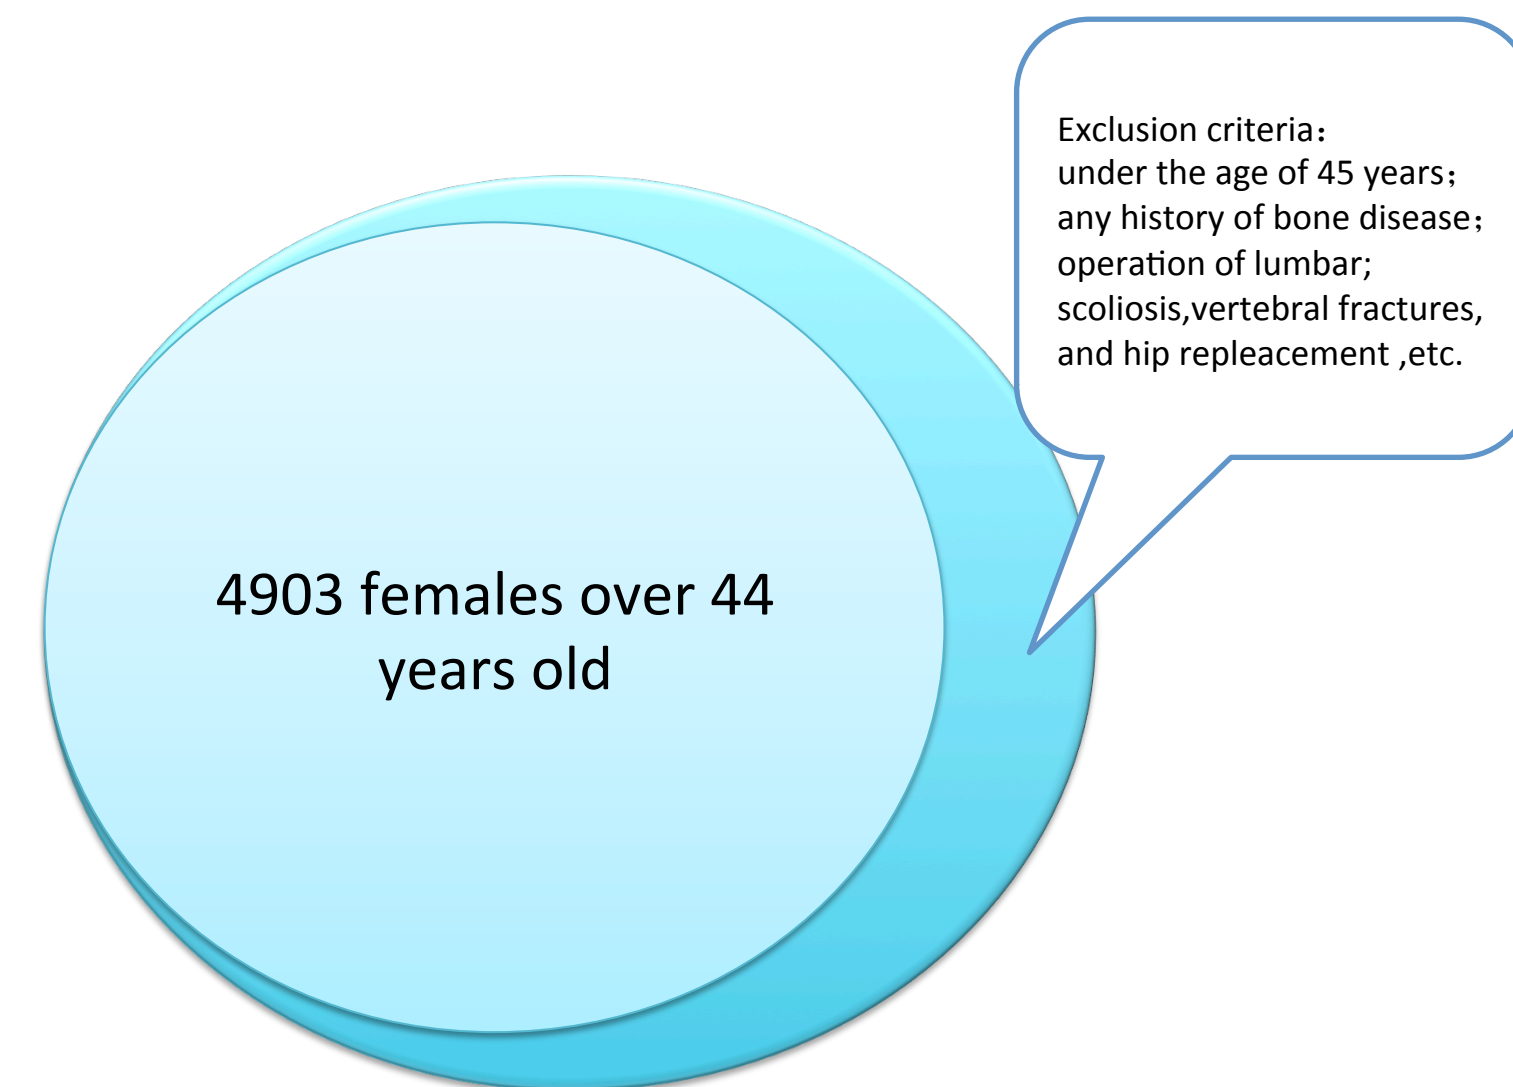 Exclusion criteria：
under the age of 45 years；
any history of bone disease；
operation of lumbar;
scoliosis,vertebral fractures,
and hip repleacement ,etc.
4903 females over 44
years old